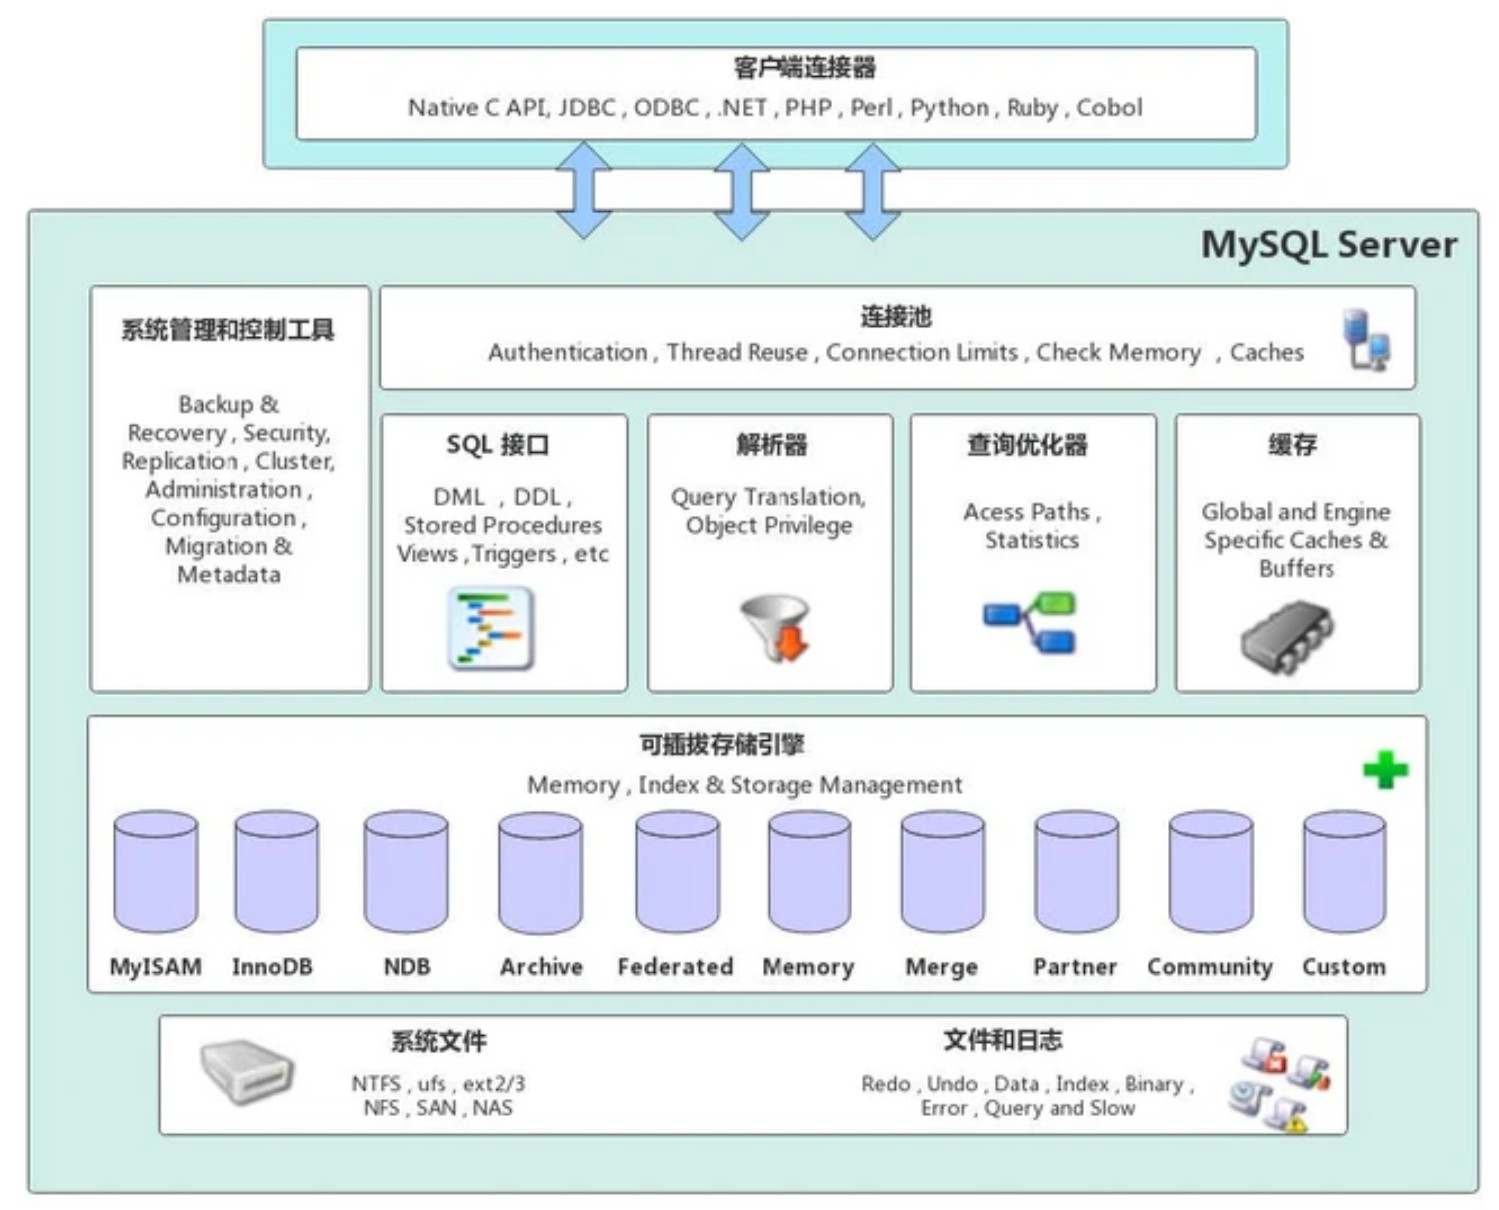 客户端连接器
Native C API, JDBC , ODBC , .NET , PHP , Perl , Python , Ruby , Cobol
MySQL Server
系统管理和控制工具
Backup &
Recovery , Security,
Replication , Cluster,
Administration ,
Configuration ,
Migration &
Metadata
连接池
Authentication , Thread Reuse , Connection Limits , Check Memory , Caches
SQL 接口
DML , DDL ,
Stored Procedures
Views ,Triggers , etc
解析器
Query Translation,
Object Privilege
查询优化器
Acess Paths ,
Statistics
缓存
Global and Engine
Specific Caches &
Buffers
可插拔存储引擎
Memory , Index & Storage Management
MyISAM InnoDB NDB Archive Federated Memory Merge Partner Community Custom
系统文件
NTFS , ufs , ext2/3
NFS , SAN , NAS
文件和日志
Redo , Undo , Data , Index , Binary ,
Error , Query and Slow